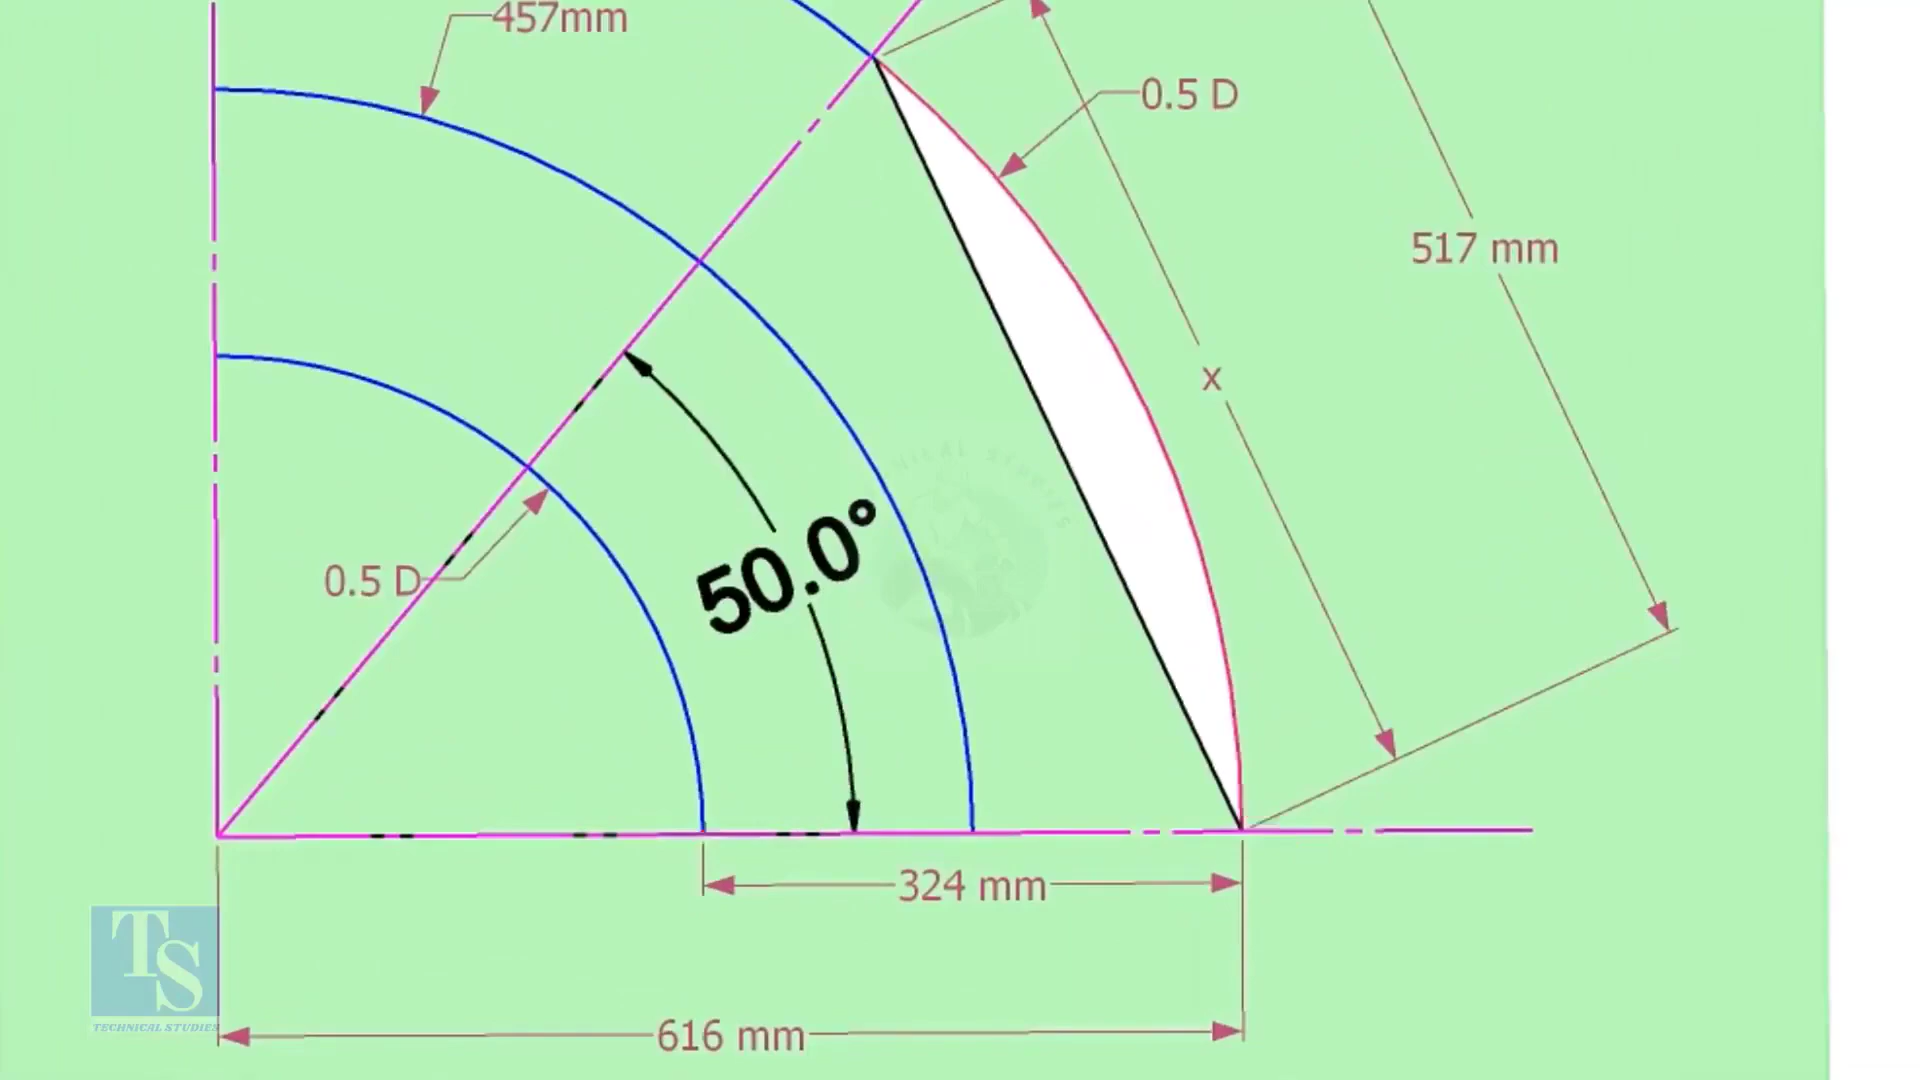 457mm
0.5 D
517 mm
x
50.0°
0.5 D
324 mm
TS
TECHNICAL STUDIES
616 mm